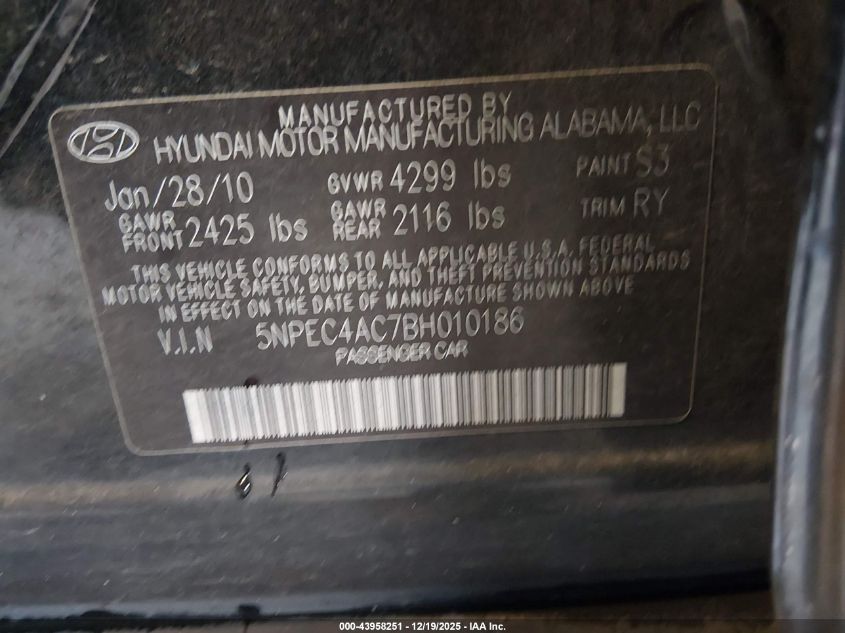 MANUFACTURED BY
HYUNDAI MOTOR MANUFACTURING ALABAMA, LLC
Jan/28/10 GVWR 4299 lbs PAINT S3
GAWR FRONT 2425 lbs GAWR REAR 2116 lbs TRIM RY
THIS VEHICLE CONFORMS TO ALL APPLICABLE U.S.A. FEDERAL
MOTOR VEHICLE SAFETY, BUMPER, AND THEFT PREVENTION STANDARDS
IN EFFECT ON THE DATE OF MANUFACTURE SHOWN ABOVE
V.I.N 5NPEC4AC7BH010186
PASSENGER CAR
000-43958251 - 12/19/2025 - IAA Inc.